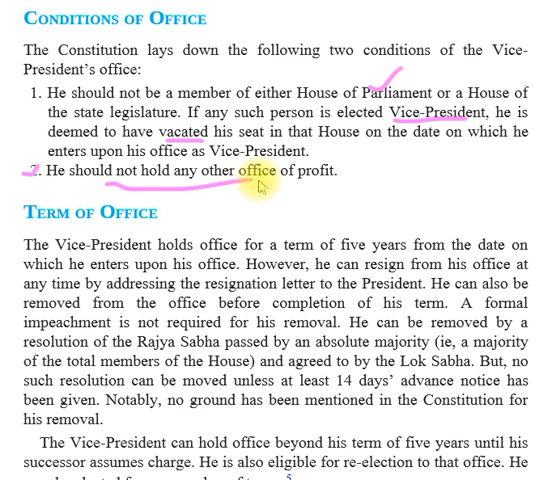 CONDITIONS OF OFFICE
The Constitution lays down the following two conditions of the Vice-
President's office:
1. He should not be a member of either House of Parliament or a House of
the state legislature. If any such person is elected Vice-President, he is
deemed to have vacated his seat in that House on the date on which he
enters upon his office as Vice-President.
2. He should not hold any other office of profit.
TERM OF OFFICE
The Vice-President holds office for a term of five years from the date on
which he enters upon his office. However, he can resign from his office at
any time by addressing the resignation letter to the President. He can also be
removed from the office before completion of his term. A formal
impeachment is not required for his removal. He can be removed by a
resolution of the Rajya Sabha passed by an absolute majority (ie, a majority
of the total members of the House) and agreed to by the Lok Sabha. But, no
such resolution can be moved unless at least 14 days' advance notice has
been given. Notably, no ground has been mentioned in the Constitution for
his removal.
The Vice-President can hold office beyond his term of five years until his
successor assumes charge. He is also eligible for re-election to that office. He
5